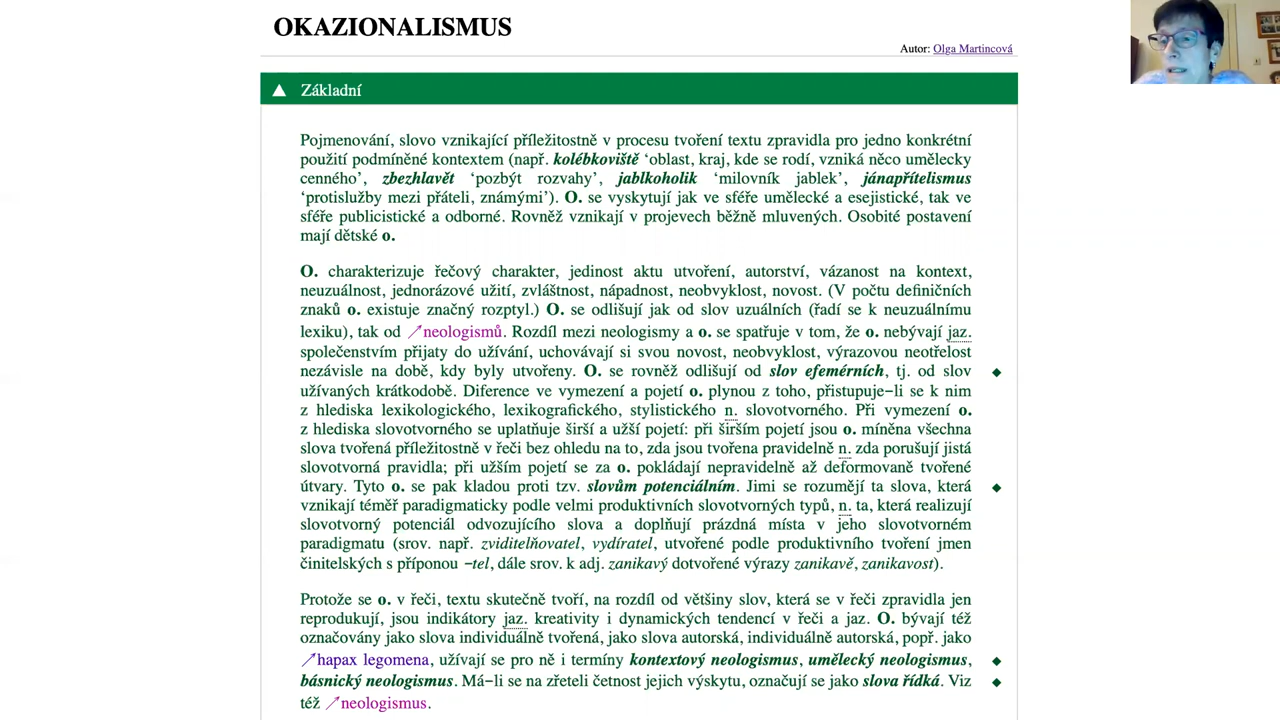 OKAZIONALISMUS
Autor: Olga Martincová
▲ Základní
Pojmenování, slovo vznikající příležitostně v procesu tvoření textu zpravidla pro jedno konkrétní
použití podmíněné kontextem (např. kolébkoviště ‘oblast, kraj, kde se rodí, vzniká něco umělecky
cenného’, zbezhlavět ‘pozbýt rozvahy’, jablkoholik ‘milovník jablek’, jánapřítelismus
‘protislužby mezi přáteli, známými’). O. se vyskytují jak ve sféře umělecké a esejistické, tak ve
sféře publicistické a odborné. Rovněž vznikají v projevech běžně mluvených. Osobité postavení
mají dětské o.
O. charakterizuje řečový charakter, jedinost aktu utvoření, autorství, vázanost na kontext,
neuzuálnost, jednorázové užití, zvláštnost, nápadnost, neobvyklost, novost. (V počtu definičních
znaků o. existuje značný rozptyl.) O. se odlišují jak od slov uzuálních (řadí se k neuzuálnímu
lexiku), tak od ↗neologismů. Rozdíl mezi neologismy a o. se spatřuje v tom, že o. nebývají jaz.
společenstvím přijaty do užívání, uchovávají si svou novost, neobvyklost, výrazovou neotřelost
nezávisle na době, kdy byly utvořeny. O. se rovněž odlišují od slov efemérních, tj. od slov ◆
užívaných krátkodobě. Diference ve vymezení a pojetí o. plynou z toho, přistupuje–li se k nim
z hlediska lexikologického, lexikografického, stylistického n. slovotvorného. Při vymezení o.
z hlediska slovotvorného se uplatňuje širší a užší pojetí: při širším pojetí jsou o. míněna všechna
slova tvořená příležitostně v řeči bez ohledu na to, zda jsou tvořena pravidelně n. zda porušují jistá
slovotvorná pravidla; při užším pojetí se za o. pokládají nepravidelně až deformovaně tvořené
útvary. Tyto o. se pak kladou proti tzv. slovům potenciálním. Jimi se rozumějí ta slova, která ◆
vznikají téměř paradigmaticky podle velmi produktivních slovotvorných typů, n. ta, která realizují
slovotvorný potenciál odvozujícího slova a doplňují prázdná místa v jeho slovotvorném
paradigmatu (srov. např. zviditelňovatel, vydíratel, utvořené podle produktivního tvoření jmen
činitelských s příponou –tel, dále srov. k adj. zanikavý dotvořené výrazy zanikavě, zanikavost).
Protože se o. v řeči, textu skutečně tvoří, na rozdíl od většiny slov, která se v řeči zpravidla jen
reprodukují, jsou indikátory jaz. kreativity i dynamických tendencí v řeči a jaz. O. bývají též
označovány jako slova individuálně tvořená, jako slova autorská, individuálně autorská, popř. jako
↗hapax legomena, užívají se pro ně i termíny kontextový neologismus, umělecký neologismus, ◆
básnický neologismus. Má–li se na zřeteli četnost jejich výskytu, označují se jako slova řídká. Viz ◆
též ↗neologismus.